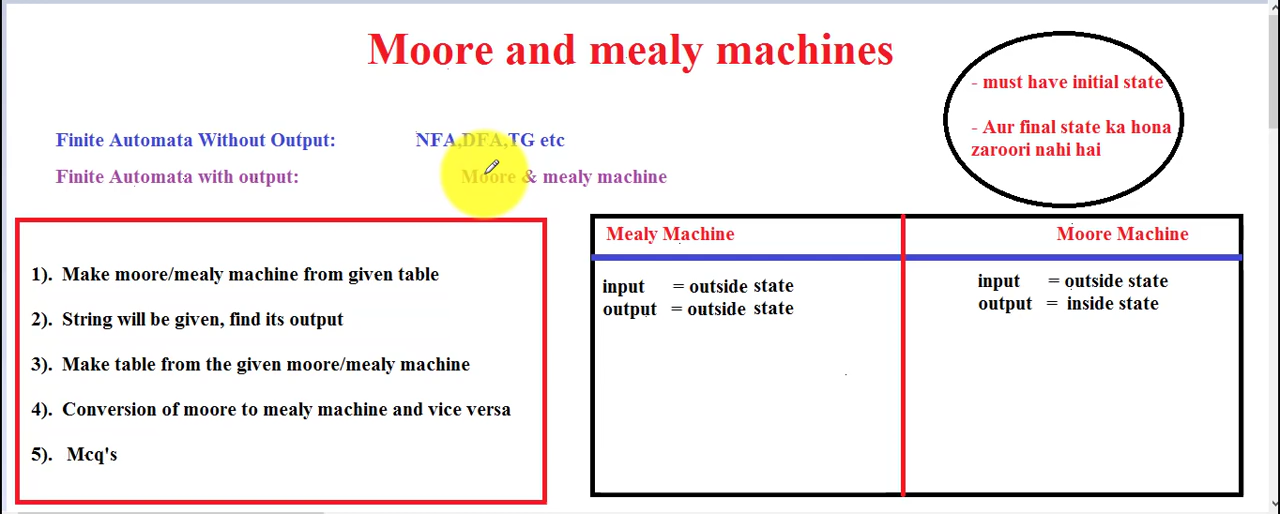 Moore and mealy machines
- must have initial state
- Aur final state ka hona
zaroori nahi hai
Finite Automata Without Output: NFA,DFA,TG etc
Finite Automata with output: Moore & mealy machine
1). Make moore/mealy machine from given table
2). String will be given, find its output
3). Make table from the given moore/mealy machine
4). Conversion of moore to mealy machine and vice versa
5). Mcq's
Mealy Machine
input = outside state
output = outside state
Moore Machine
input = outside state
output = inside state